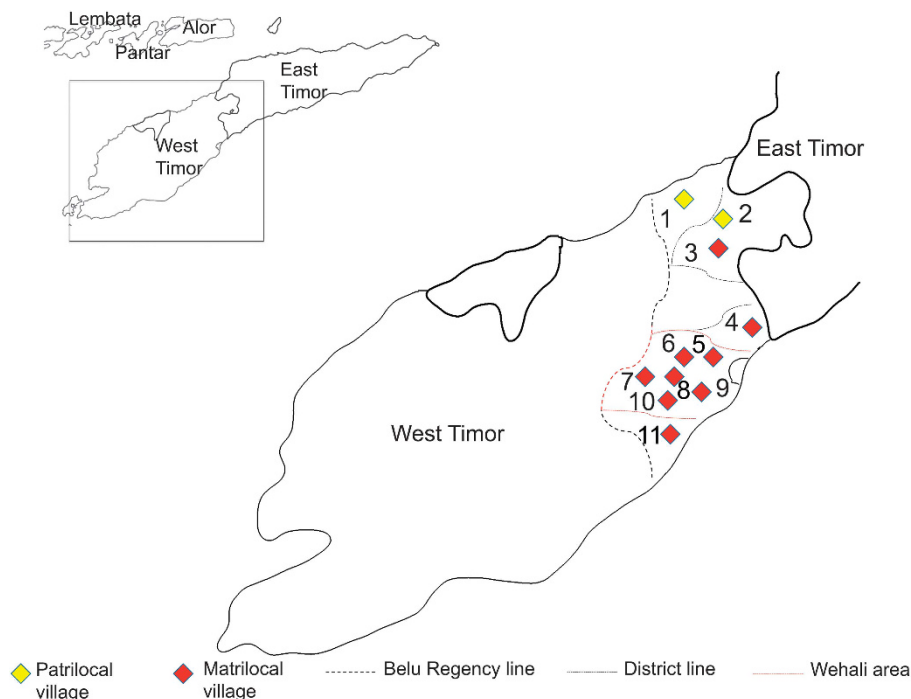 Lembata
Alor
Pantar
East
Timor
West
Timor
East Timor
1
2
3
4
6
5
7
8
9
10
11
West Timor
Patrilocal
village
Matrilocal
village
Belu Regency line
District line
Wehali area